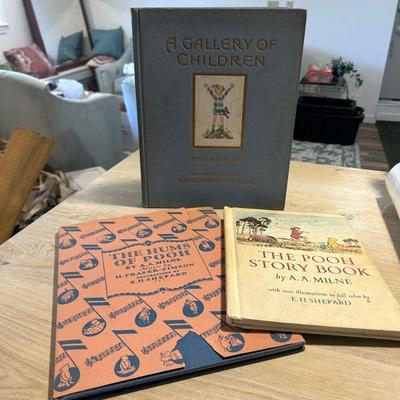 A GALLERY OF
CHILDREN
BY A.A. MILNE
THE HUMS
OF POOH
BY A.A. MILNE
H. FRASER-SIMSON
E.H. SHEPARD
THE POOH
STORY BOOK
by A. A. MILNE
with new illustrations in full color by
E. H. SHEPARD